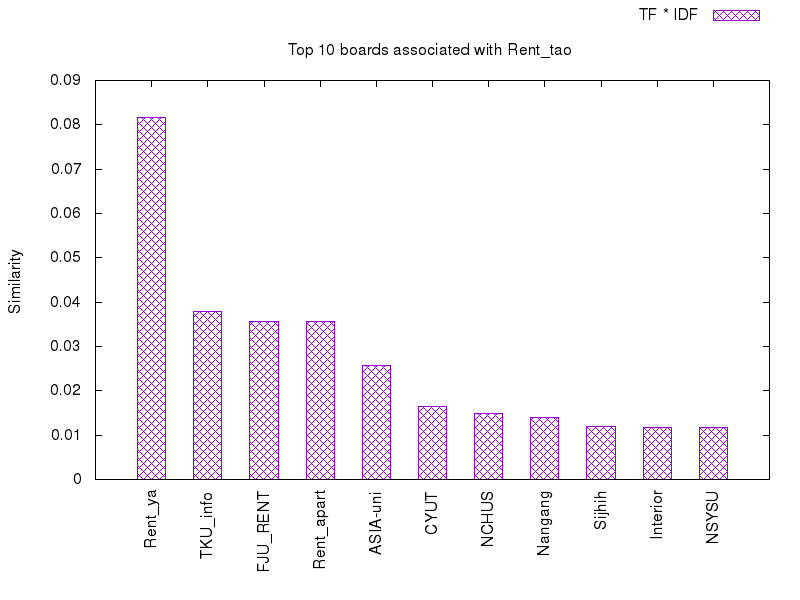 TF * IDF
Top 10 boards associated with Rent_tao
0.09
0.08
0.07
0.06
0.05
0.04
0.03
0.02
0.01
0
Similarity
Rent_ya
TKU_info
FJU_RENT
Rent_apart
ASIA-uni
CYUT
NCHUS
Nangang
Sijhih
Interior
NSYSU